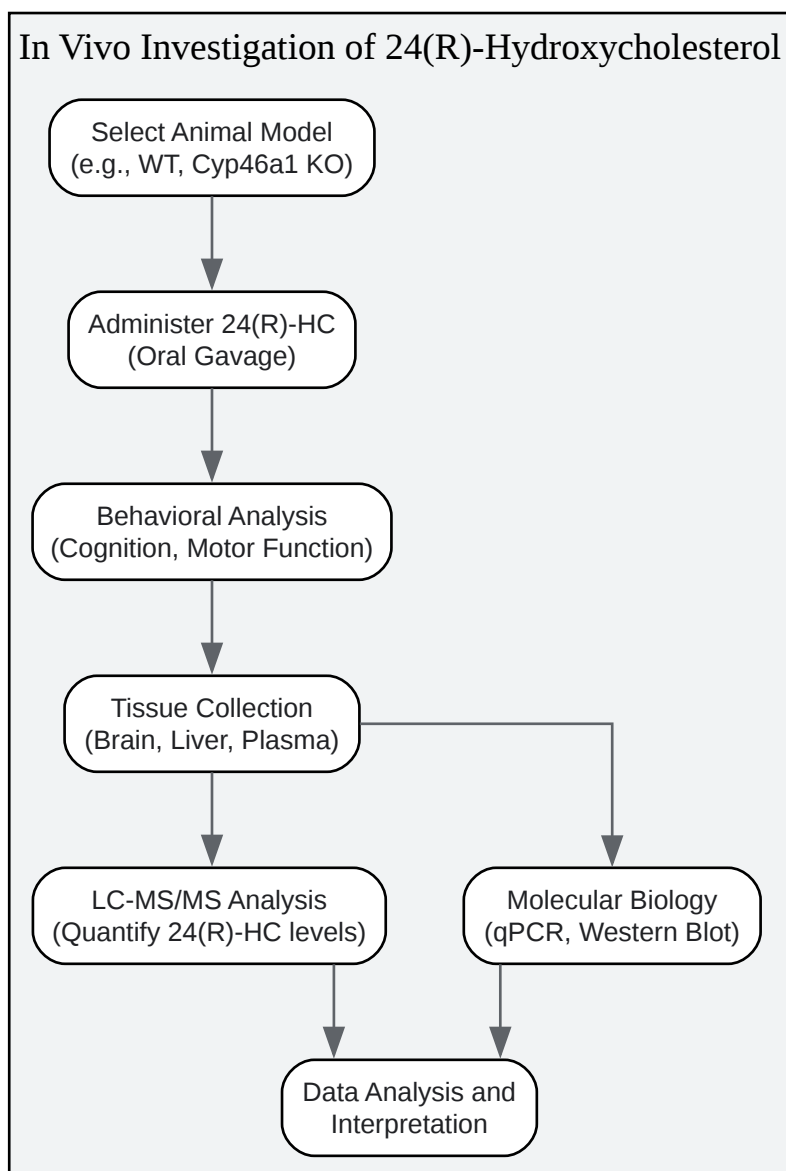 In Vivo Investigation of 24(R)-Hydroxycholesterol
Select Animal Model
(e.g., WT, Cyp46a1 KO)
Administer 24(R)-HC
(Oral Gavage)
Behavioral Analysis
(Cognition, Motor Function)
Tissue Collection
(Brain, Liver, Plasma)
LC-MS/MS Analysis
(Quantify 24(R)-HC levels)
Molecular Biology
(qPCR, Western Blot)
Data Analysis and
Interpretation